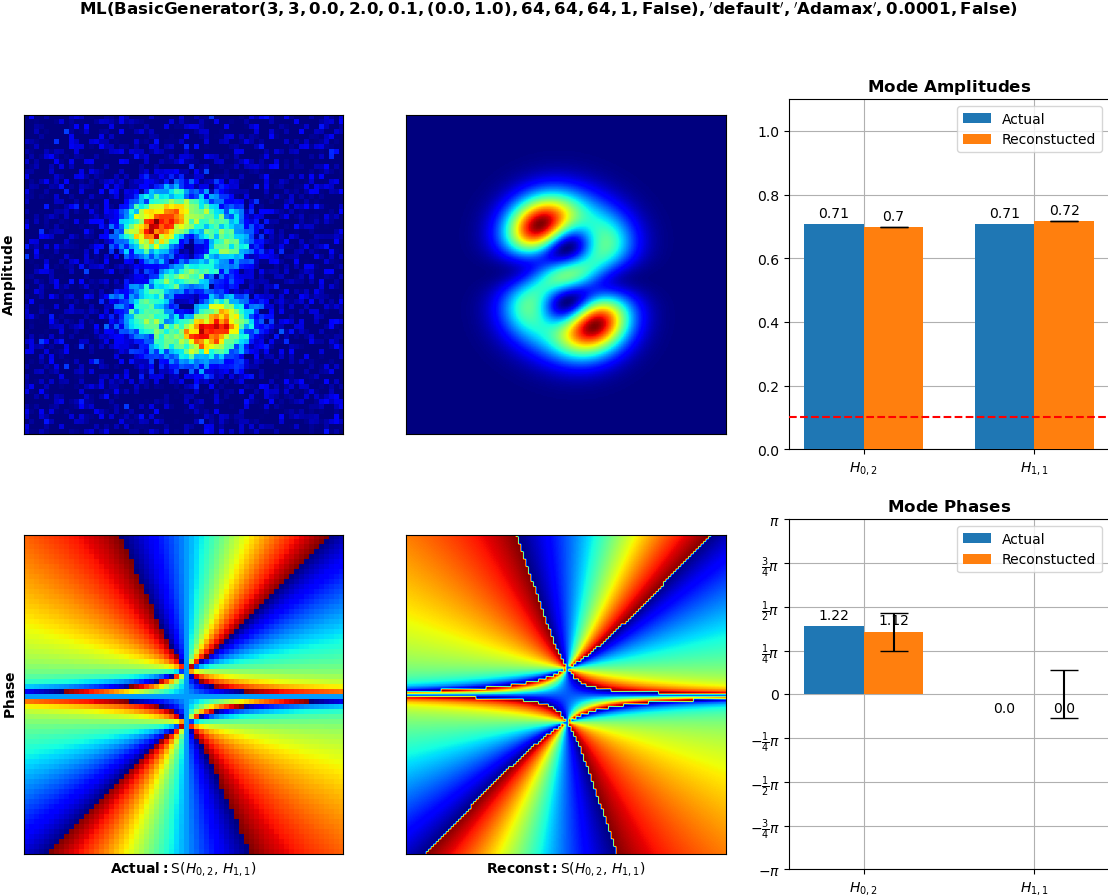 ML(BasicGenerator(3, 3, 0.0, 2.0, 0.1, (0.0, 1.0), 64, 64, 64, 1, False), ′default′, ′Adamax′, 0.0001, False)
Amplitude
Mode Amplitudes
Actual
Reconstucted
1.0
0.8
0.6
0.4
0.2
0.0
0.71
0.7
0.71
0.72
H0,2
H1,1
Phase
Actual: S(H0,2, H1,1)
Reconst: S(H0,2, H1,1)
Mode Phases
Actual
Reconstucted
π
3/4π
1/2π
1/4π
0
−1/4π
−1/2π
−3/4π
−π
1.22
1.12
0.0
0.0
H0,2
H1,1